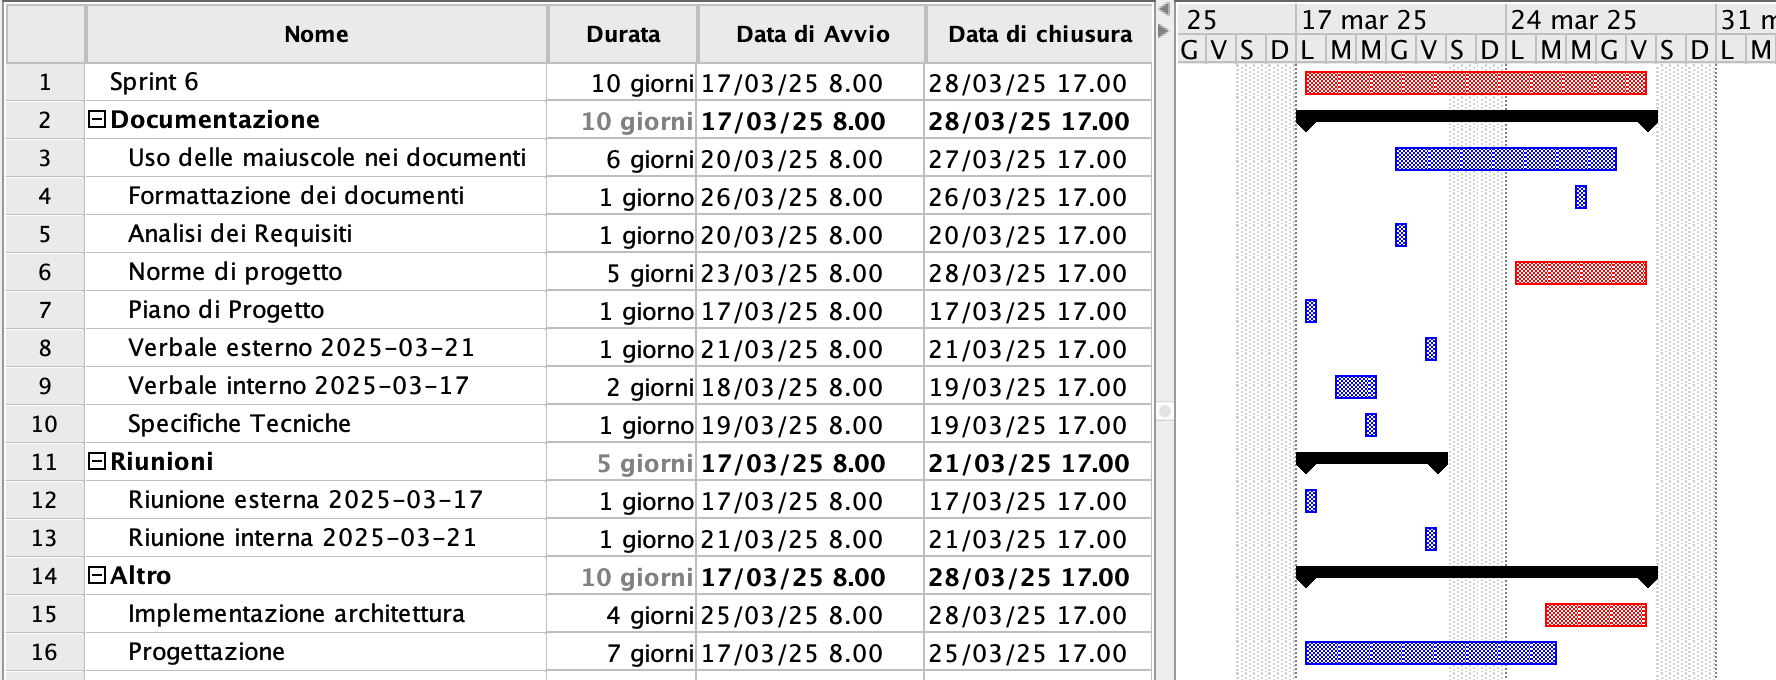 Nome Durata Data di Avvio Data di chiusura 25 17 mar 25 24 mar 25 31 m
G V S D L M M G V S D L M M G V S D L M
1 Sprint 6 10 giorni 17/03/25 8.00 28/03/25 17.00
2 Documentazione 10 giorni 17/03/25 8.00 28/03/25 17.00
3 Uso delle maiuscole nei documenti 6 giorni 20/03/25 8.00 27/03/25 17.00
4 Formattazione dei documenti 1 giorno 26/03/25 8.00 26/03/25 17.00
5 Analisi dei Requisiti 1 giorno 20/03/25 8.00 20/03/25 17.00
6 Norme di progetto 5 giorni 23/03/25 8.00 28/03/25 17.00
7 Piano di Progetto 1 giorno 17/03/25 8.00 17/03/25 17.00
8 Verbale esterno 2025-03-21 1 giorno 21/03/25 8.00 21/03/25 17.00
9 Verbale interno 2025-03-17 2 giorni 18/03/25 8.00 19/03/25 17.00
10 Specifiche Tecniche 1 giorno 19/03/25 8.00 19/03/25 17.00
11 Riunioni 5 giorni 17/03/25 8.00 21/03/25 17.00
12 Riunione esterna 2025-03-17 1 giorno 17/03/25 8.00 17/03/25 17.00
13 Riunione interna 2025-03-21 1 giorno 21/03/25 8.00 21/03/25 17.00
14 Altro 10 giorni 17/03/25 8.00 28/03/25 17.00
15 Implementazione architettura 4 giorni 25/03/25 8.00 28/03/25 17.00
16 Progettazione 7 giorni 17/03/25 8.00 25/03/25 17.00